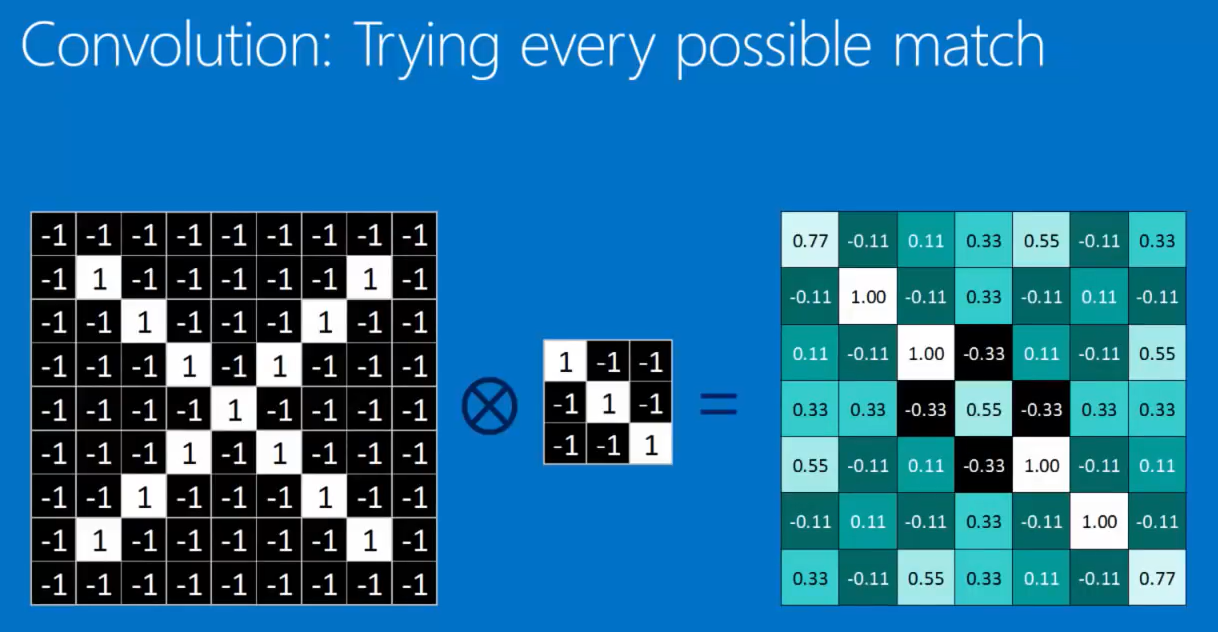 Convolution: Trying every possible match
-1 -1 -1 -1 -1 -1 -1 -1 -1
-1 1 -1 -1 -1 -1 -1 1 -1
-1 -1 1 -1 -1 -1 1 -1 -1
-1 -1 -1 1 -1 1 -1 -1 -1
-1 -1 -1 -1 1 -1 -1 -1 -1
-1 -1 -1 1 -1 1 -1 -1 -1
-1 -1 1 -1 -1 -1 1 -1 -1
-1 1 -1 -1 -1 -1 -1 1 -1
-1 -1 -1 -1 -1 -1 -1 -1 -1
⊗
1 -1 -1
-1 1 -1
-1 -1 1
=
0.77 -0.11 0.11 0.33 0.55 -0.11 0.33
-0.11 1.00 -0.11 0.33 -0.11 0.11 -0.11
0.11 -0.11 1.00 -0.33 0.11 -0.11 0.55
0.33 0.33 -0.33 0.55 -0.33 0.33 0.33
0.55 -0.11 0.11 -0.33 1.00 -0.11 0.11
-0.11 0.11 -0.11 0.33 -0.11 1.00 -0.11
0.33 -0.11 0.55 0.33 0.11 -0.11 0.77